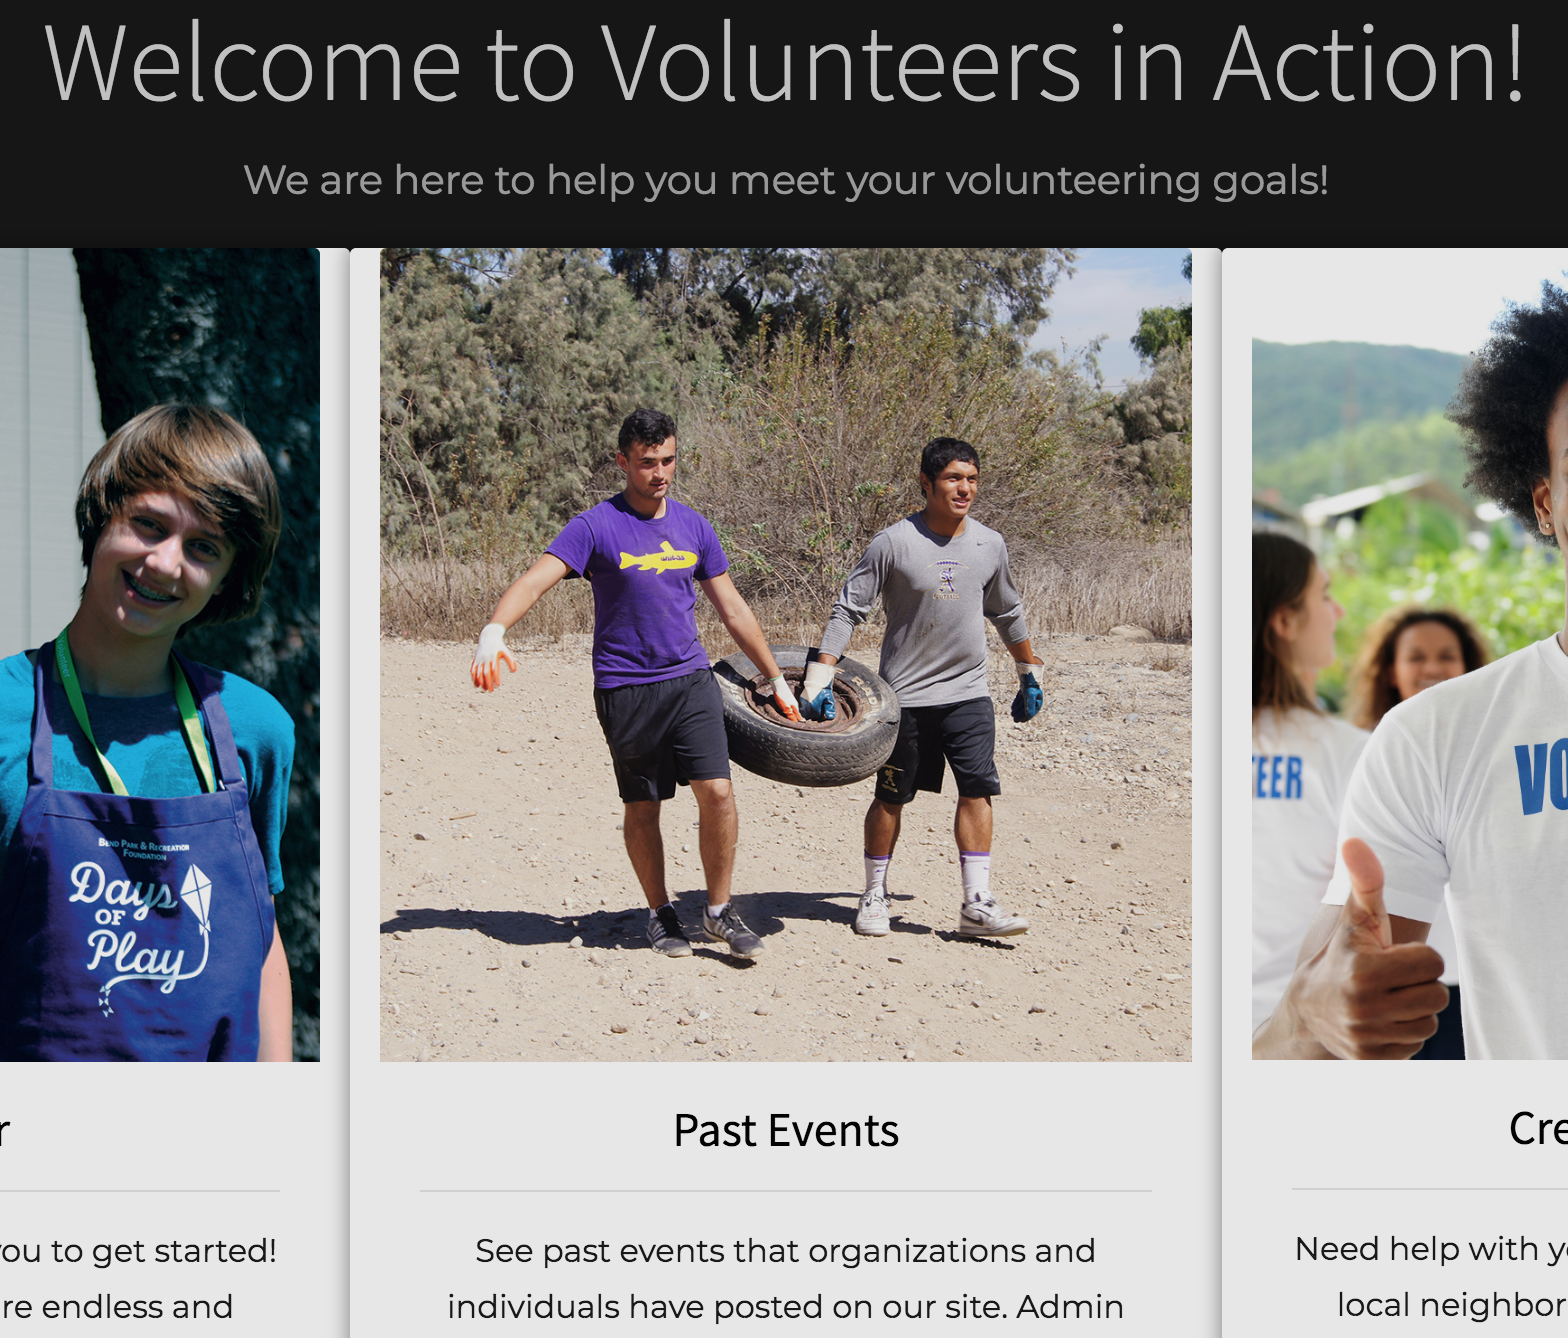 Welcome to Volunteers in Action!
We are here to help you meet your volunteering goals!
BEND PARK & RECREATION
FOUNDATION
Days
OF
Play
TEER
VO
r
Past Events
Cre
ou to get started!
See past events that organizations and
Need help with y
re endless and
individuals have posted on our site. Admin
local neighbor